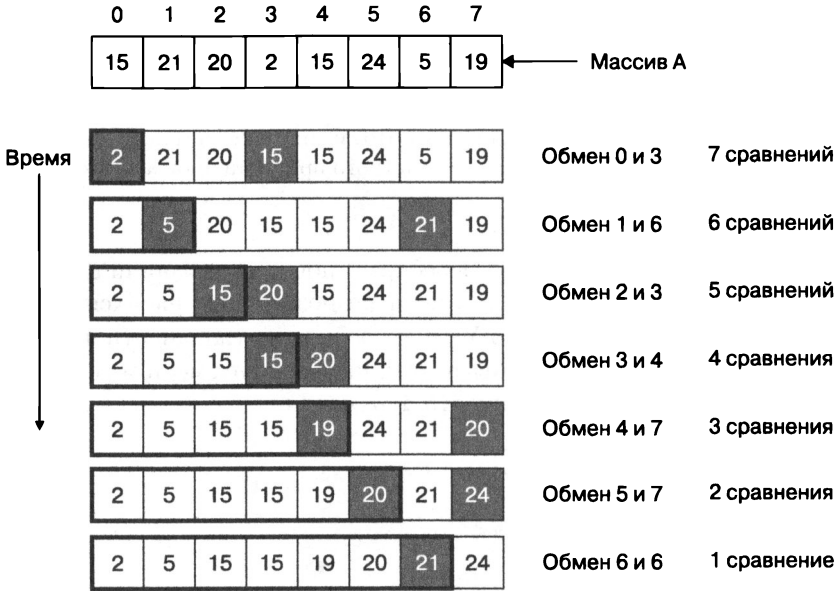 0 1 2 3 4 5 6 7
15 21 20 2 15 24 5 19 Массив A
Время 2 21 20 15 15 24 5 19 Обмен 0 и 3 7 сравнений
2 5 20 15 15 24 21 19 Обмен 1 и 6 6 сравнений
2 5 15 20 15 24 21 19 Обмен 2 и 3 5 сравнений
2 5 15 15 20 24 21 19 Обмен 3 и 4 4 сравнения
2 5 15 15 19 24 21 20 Обмен 4 и 7 3 сравнения
2 5 15 15 19 20 21 24 Обмен 5 и 7 2 сравнения
2 5 15 15 19 20 21 24 Обмен 6 и 6 1 сравнение